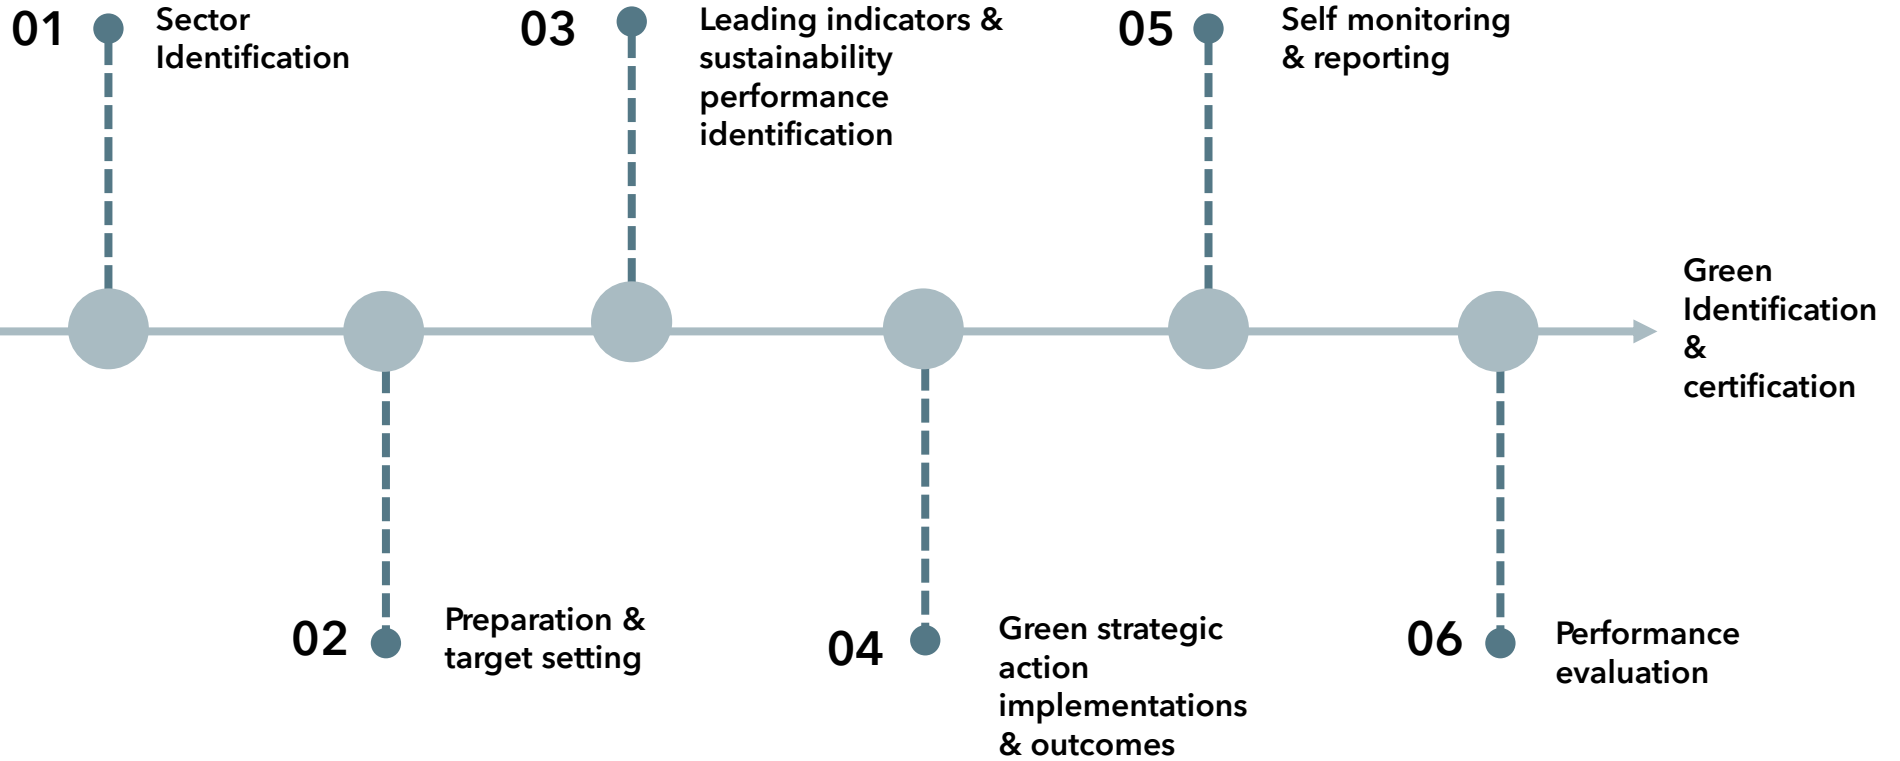 01
Sector
Identification
02
Preparation &
target setting
03
Leading indicators &
sustainability
performance
identification
04
Green strategic
action
implementations
& outcomes
05
Self monitoring
& reporting
06
Performance
evaluation
Green
Identification
&
certification